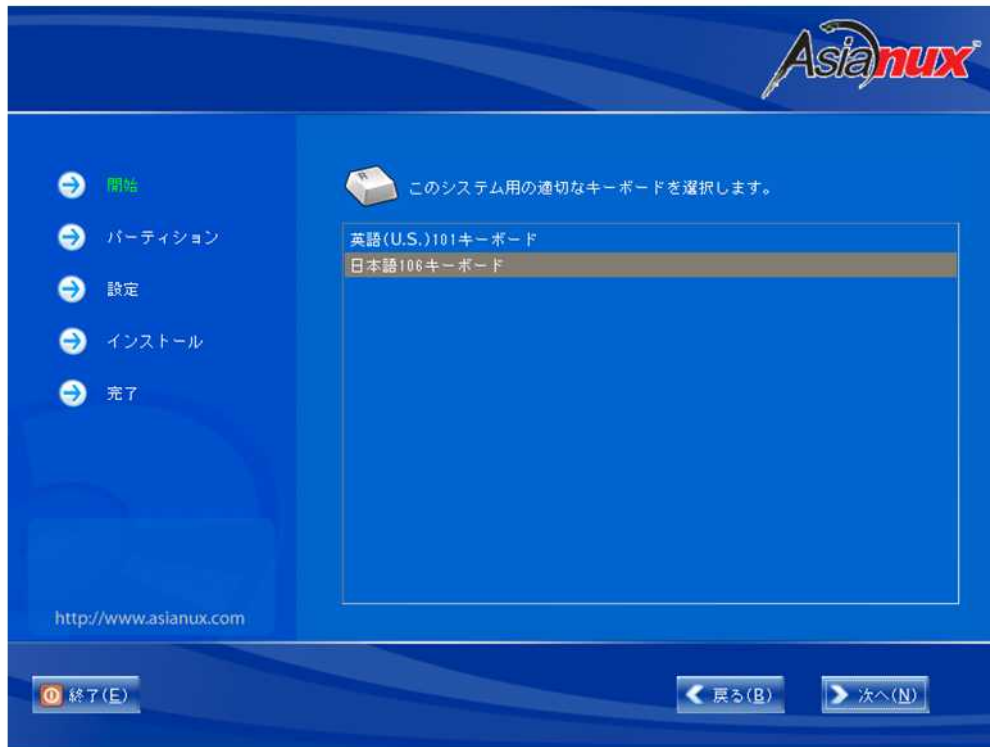 Asianux
開始
パーティション
設定
インストール
完了
http://www.asianux.com
このシステム用の適切なキーボードを選択します。
英語(U.S.)101キーボード
日本語106キーボード
終了(E)
戻る(B)
次へ(N)